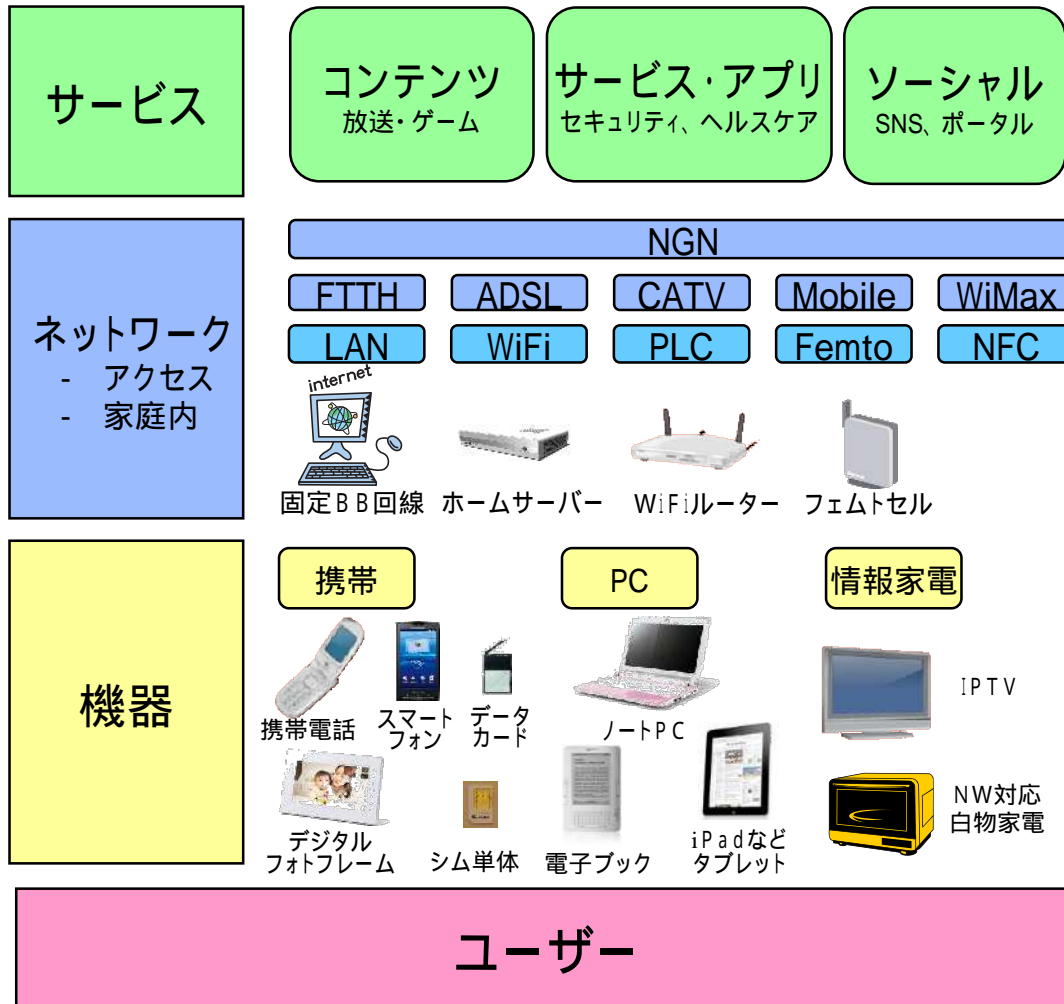 サービス
コンテンツ
放送・ゲーム
サービス・アプリ
セキュリティ、ヘルスケア
ソーシャル
SNS、ポータル
ネットワーク
- アクセス
- 家庭内
NGN
FTTH
ADSL
CATV
Mobile
WiMax
LAN
WiFi
PLC
Femto
NFC
internet
固定BB回線
ホームサーバー
WiFiルーター
フェムトセル
機器
携帯
PC
情報家電
携帯電話
スマート
フォン
データ
カード
ノートPC
IPTV
デジタル
フォトフレーム
シム単体
電子ブック
iPadなど
タブレット
NW対応
白物家電
ユーザー